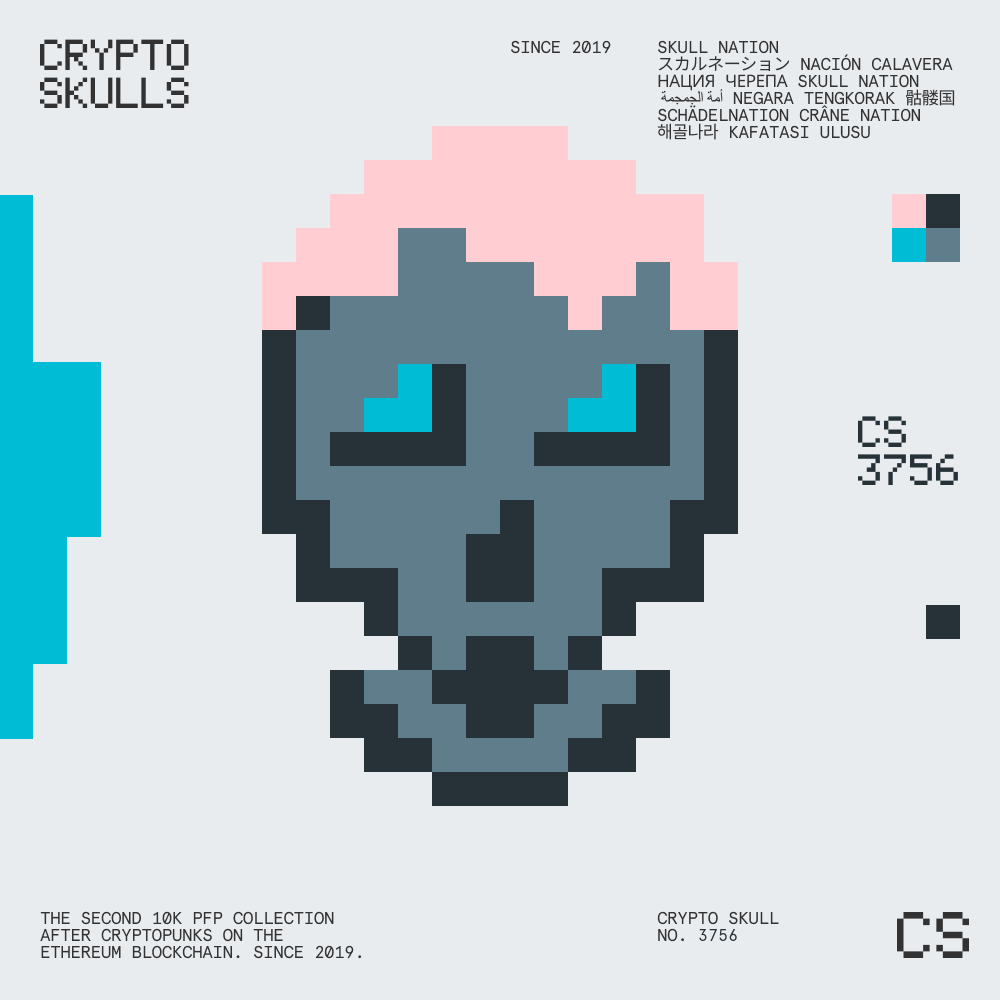 CRYPTO
SKULLS
SINCE 2019
SKULL NATION
スカルネーション NACIÓN CALAVERA
НАЦИЯ ЧЕРЕПА SKULL NATION
أمة الجمجمة NEGARA TENGKORAK 骷髅国
SCHÄDELNATION CRÂNE NATION
해골나라 KAFATASI ULUSU
CS
3756
THE SECOND 10K PFP COLLECTION
AFTER CRYPTOPUNKS ON THE
ETHEREUM BLOCKCHAIN. SINCE 2019.
CRYPTO SKULL
NO. 3756
CS